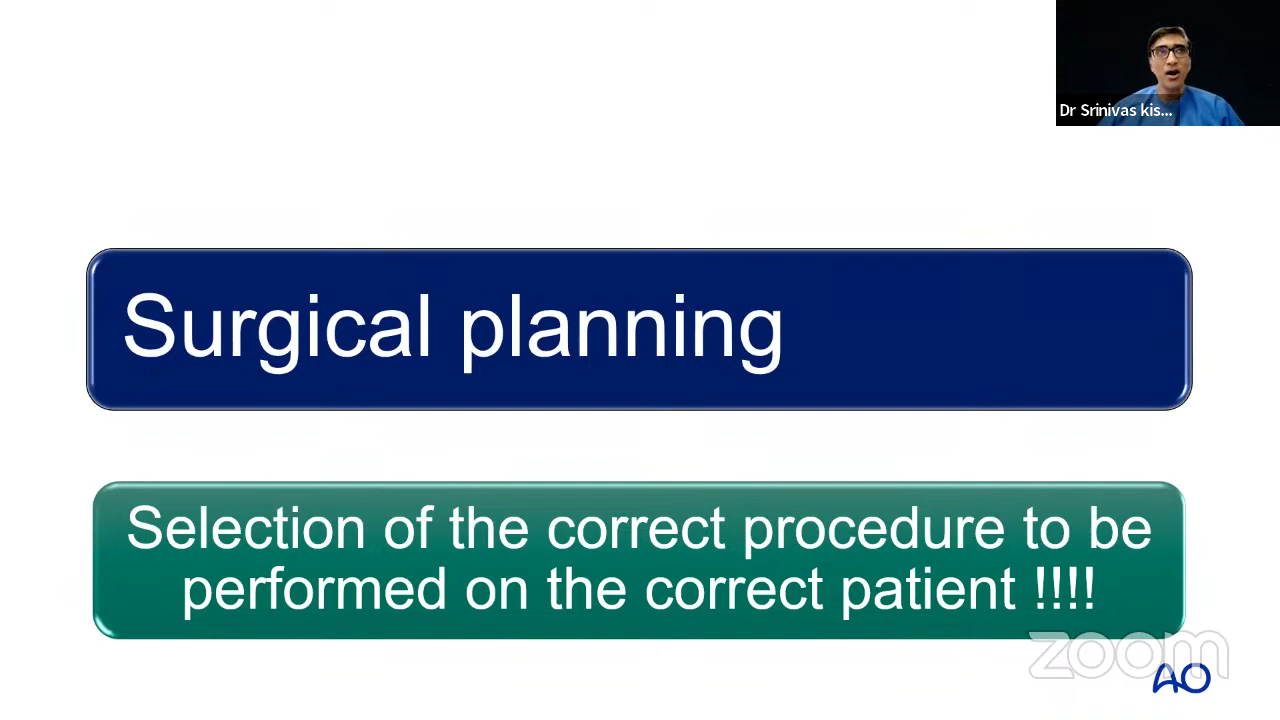 Dr Srinivas kis...
Surgical planning
Selection of the correct procedure to be
performed on the correct patient !!!!
zoom
AO